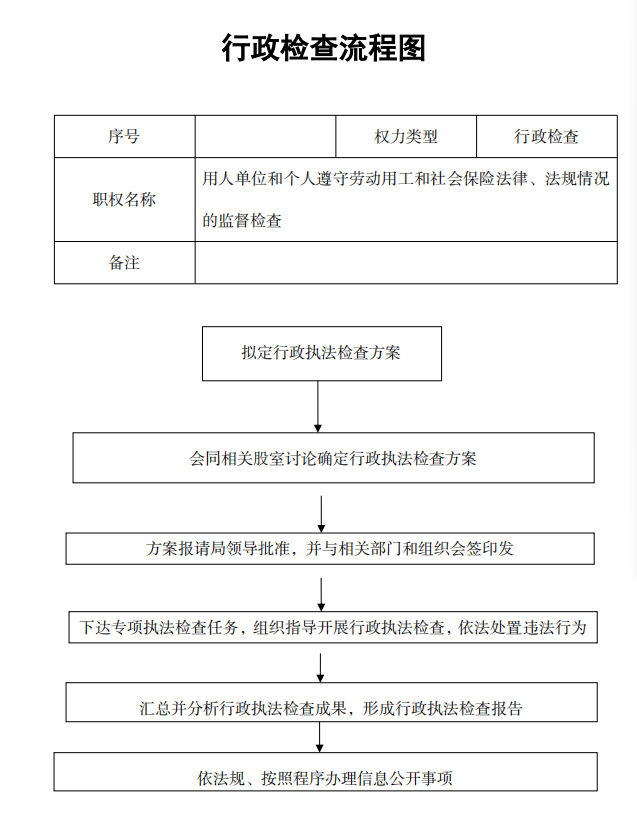 行政检查流程图
序号 权力类型 行政检查
职权名称 用人单位和个人遵守劳动用工和社会保险法律、法规情况
的监督检查
备注
拟定行政执法检查方案
会同相关股室讨论确定行政执法检查方案
方案报请局领导批准，并与相关部门和组织会签印发
下达专项执法检查任务，组织指导开展行政执法检查，依法处置违法行为
汇总并分析行政执法检查成果，形成行政执法检查报告
依法规、按照程序办理信息公开事项